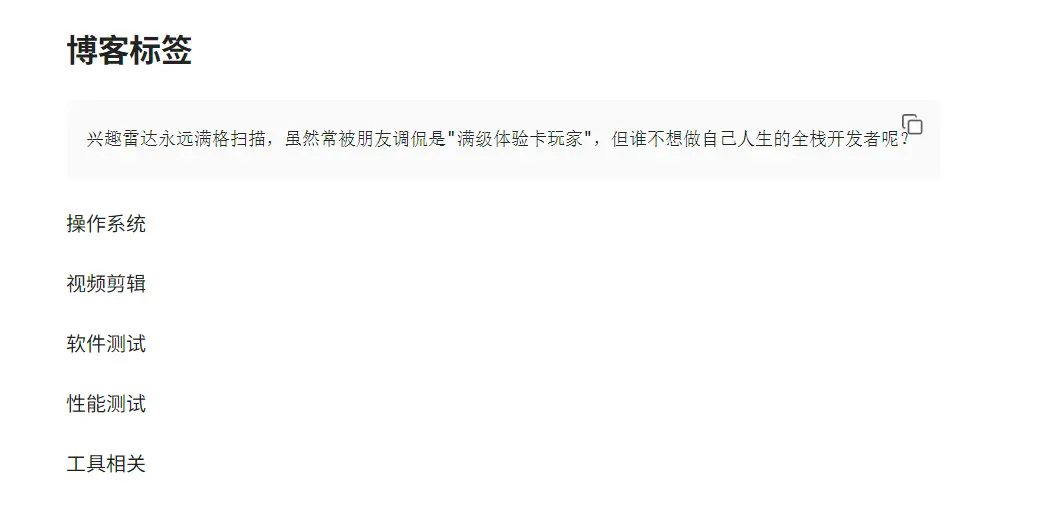 博客标签
兴趣雷达永远满格扫描，虽然常被朋友调侃是"满级体验卡玩家"，但谁不想做自己人生的全栈开发者呢？
操作系统
视频剪辑
软件测试
性能测试
工具相关